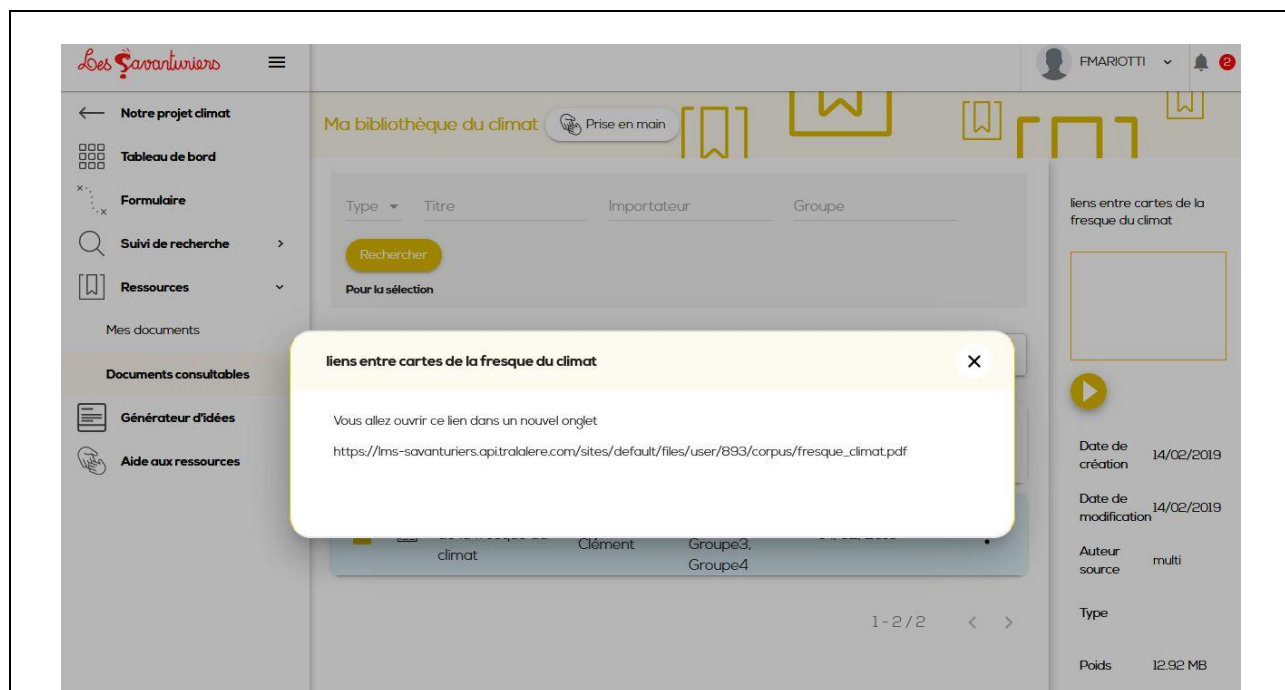 Les Savanturiers
FMARIOTTI
2
Notre projet climat
Tableau de bord
Formulaire
Suivi de recherche
Ressources
Mes documents
Documents consultables
Générateur d'idées
Aide aux ressources
Ma bibliothèque du climat
Prise en main
Type
Titre
Importateur
Groupe
Rechercher
Pour la sélection
liens entre cartes de la fresque du climat
Vous allez ouvrir ce lien dans un nouvel onglet
https://lms-savanturiers.api.tralalere.com/sites/default/files/user/893/corpus/fresque_climat.pdf
climat
Clément
Groupe3,
Groupe4
1-2/2
liens entre cartes de la
fresque du climat
Date de
création
14/02/2019
Date de
modification
14/02/2019
Auteur
source
multi
Type
Poids
12.92 MB